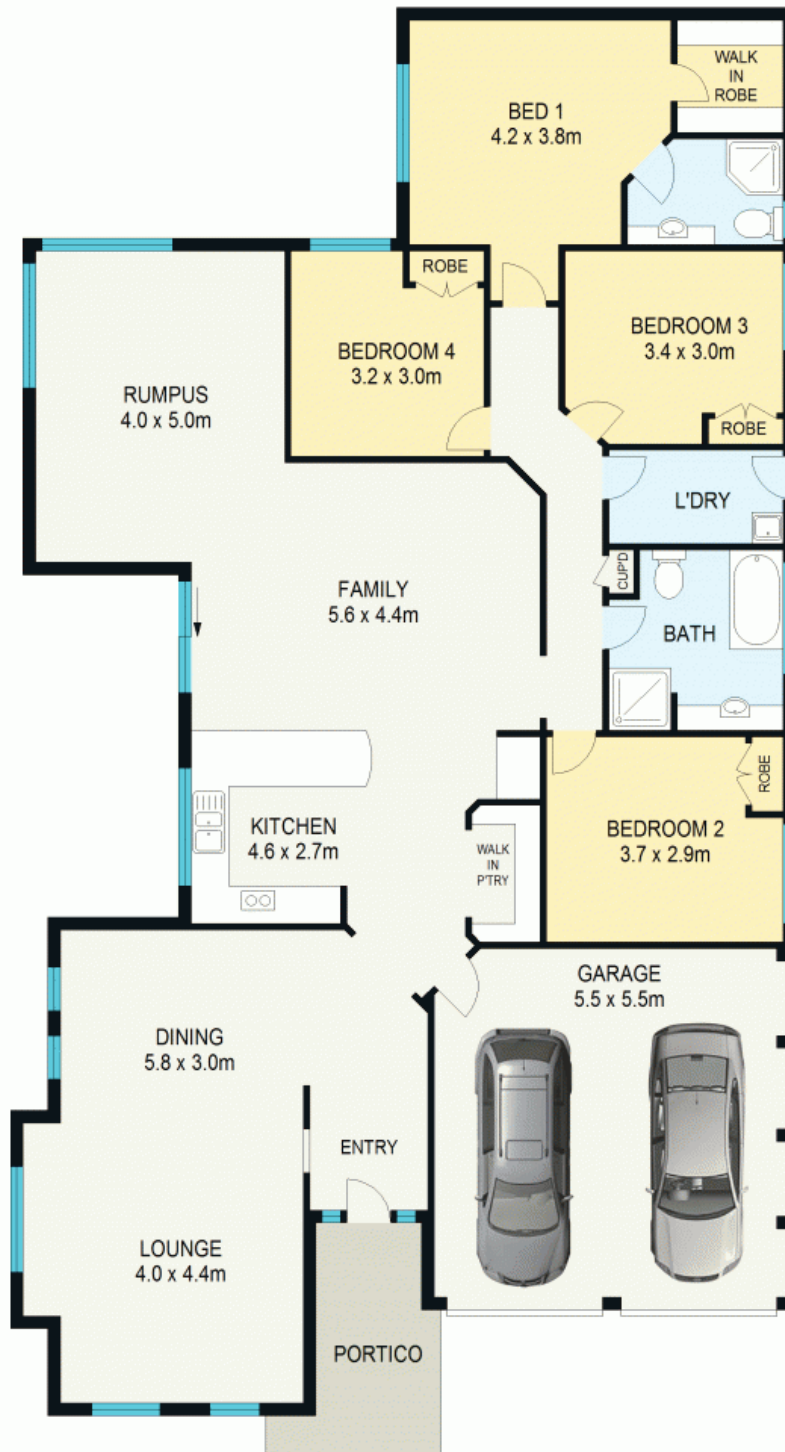 WALK
IN
ROBE
BED 1
4.2 x 3.8m
ROBE
BEDROOM 3
3.4 x 3.0m
BEDROOM 4
3.2 x 3.0m
RUMPUS
4.0 x 5.0m
ROBE
L'DRY
CUP'D
FAMILY
5.6 x 4.4m
BATH
ROBE
KITCHEN
4.6 x 2.7m
BEDROOM 2
3.7 x 2.9m
WALK
IN
P'TRY
GARAGE
5.5 x 5.5m
DINING
5.8 x 3.0m
ENTRY
LOUNGE
4.0 x 4.4m
PORTICO